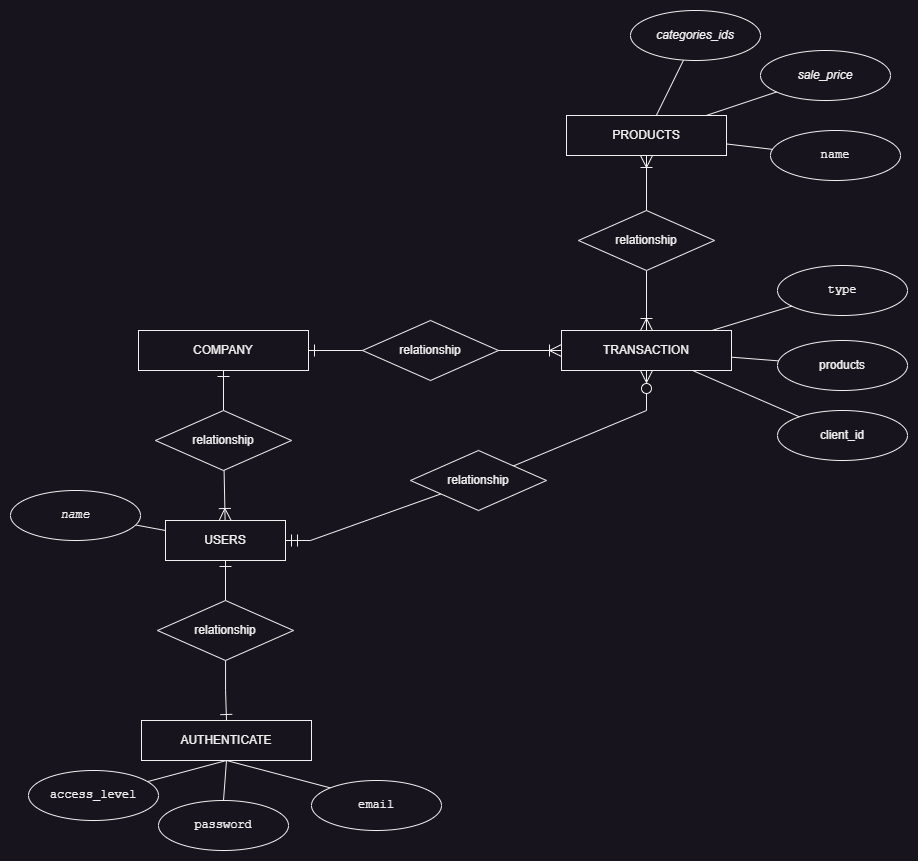 categories_ids
sale_price
PRODUCTS
name
relationship
type
COMPANY
relationship
TRANSACTION
products
client_id
relationship
relationship
name
USERS
relationship
AUTHENTICATE
access_level
email
password